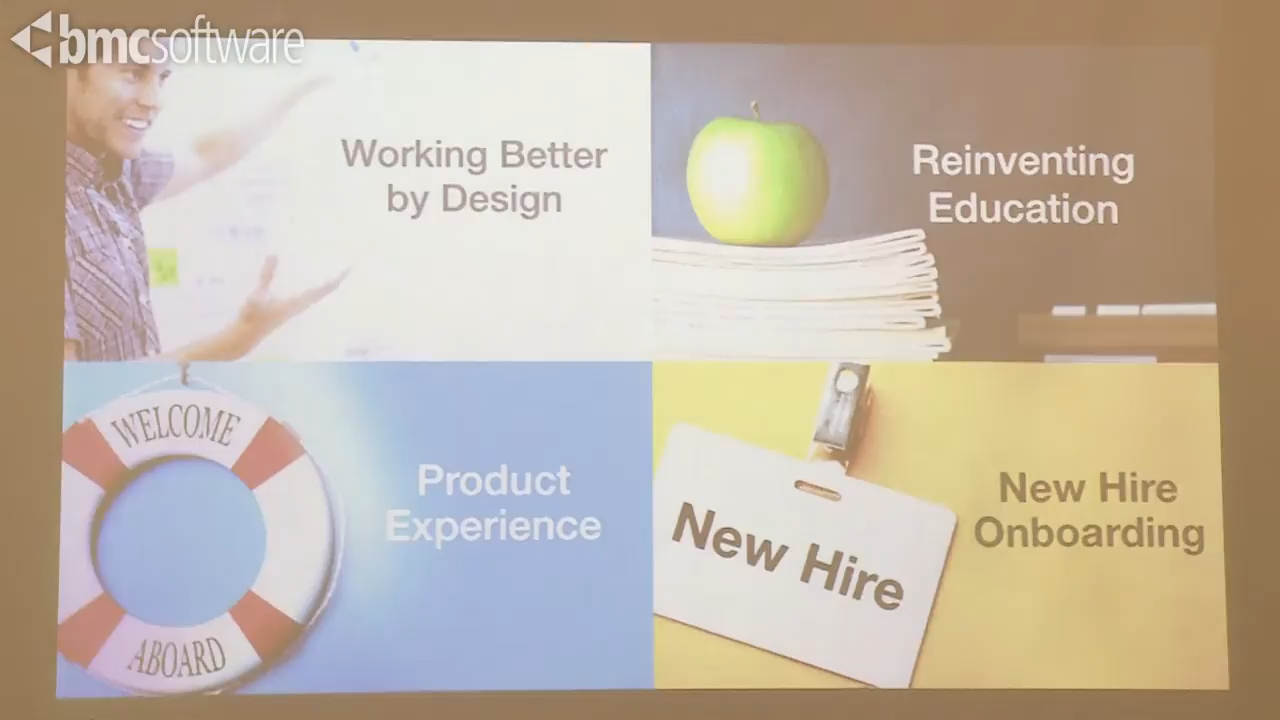 bmcsoftware
Working Better
by Design
Reinventing
Education
WELCOME
ABOARD
Product
Experience
New Hire
New Hire
Onboarding